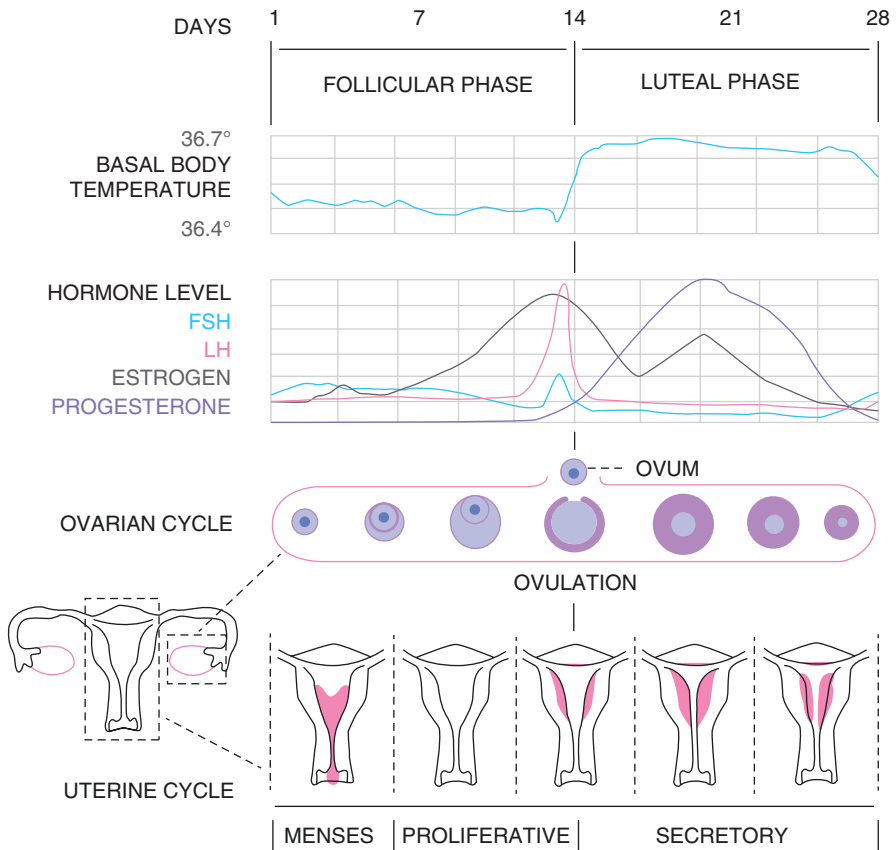 DAYS 1 7 14 21 28
FOLLICULAR PHASE LUTEAL PHASE
36.7°
BASAL BODY
TEMPERATURE
36.4°
HORMONE LEVEL
FSH
LH
ESTROGEN
PROGESTERONE
OVUM
OVARIAN CYCLE
OVULATION
UTERINE CYCLE
MENSES PROLIFERATIVE SECRETORY